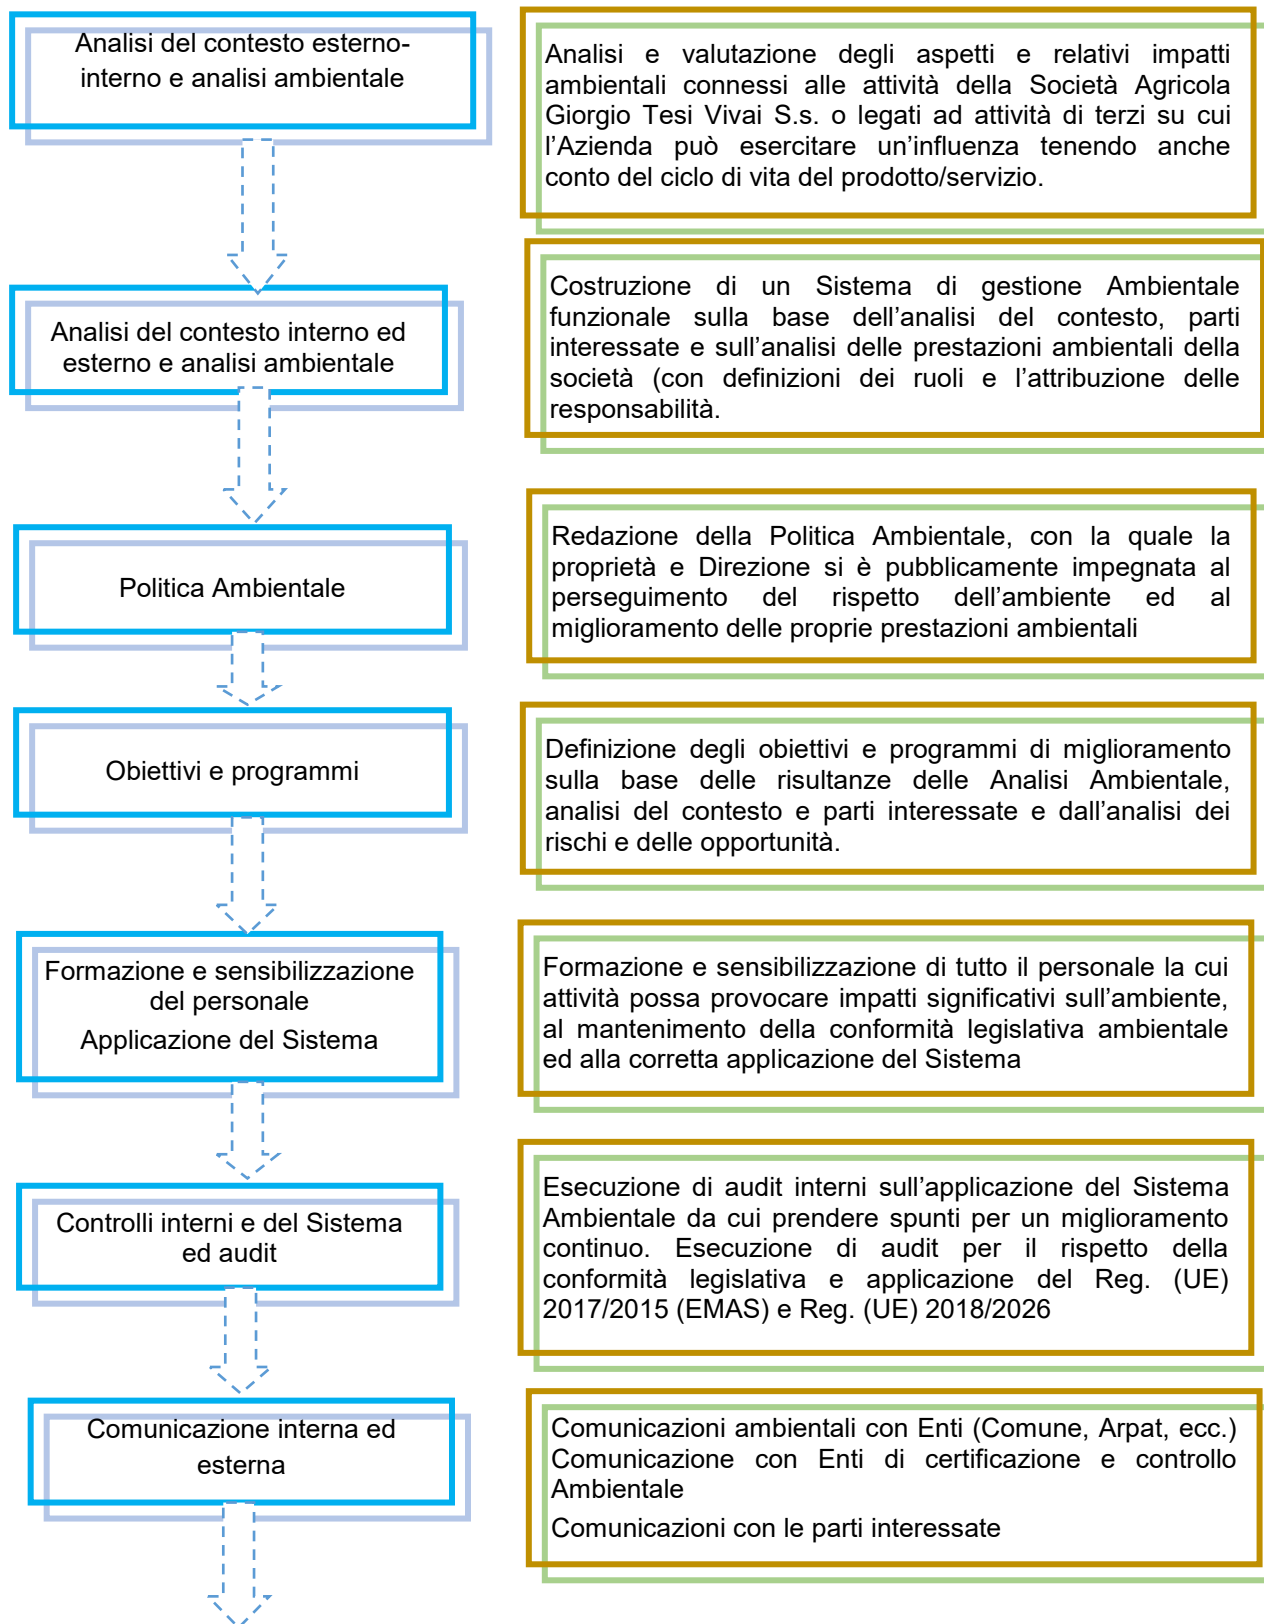 Analisi del contesto esterno-
interno e analisi ambientale
Analisi e valutazione degli aspetti e relativi impatti
ambientali connessi alle attività della Società Agricola
Giorgio Tesi Vivai S.s. o legati ad attività di terzi su cui
l’Azienda può esercitare un’influenza tenendo anche
conto del ciclo di vita del prodotto/servizio.
Analisi del contesto interno ed
esterno e analisi ambientale
Costruzione di un Sistema di gestione Ambientale
funzionale sulla base dell’analisi del contesto, parti
interessate e sull’analisi delle prestazioni ambientali della
società (con definizioni dei ruoli e l’attribuzione delle
responsabilità.
Politica Ambientale
Redazione della Politica Ambientale, con la quale la
proprietà e Direzione si è pubblicamente impegnata al
perseguimento del rispetto dell’ambiente ed al
miglioramento delle proprie prestazioni ambientali
Obiettivi e programmi
Definizione degli obiettivi e programmi di miglioramento
sulla base delle risultanze delle Analisi Ambientale,
analisi del contesto e parti interessate e dall’analisi dei
rischi e delle opportunità.
Formazione e sensibilizzazione
del personale
Applicazione del Sistema
Formazione e sensibilizzazione di tutto il personale la cui
attività possa provocare impatti significativi sull’ambiente,
al mantenimento della conformità legislativa ambientale
ed alla corretta applicazione del Sistema
Controlli interni e del Sistema
ed audit
Esecuzione di audit interni sull’applicazione del Sistema
Ambientale da cui prendere spunti per un miglioramento
continuo. Esecuzione di audit per il rispetto della
conformità legislativa e applicazione del Reg. (UE)
2017/2015 (EMAS) e Reg. (UE) 2018/2026
Comunicazione interna ed
esterna
Comunicazioni ambientali con Enti (Comune, Arpat, ecc.)
Comunicazione con Enti di certificazione e controllo
Ambientale
Comunicazioni con le parti interessate